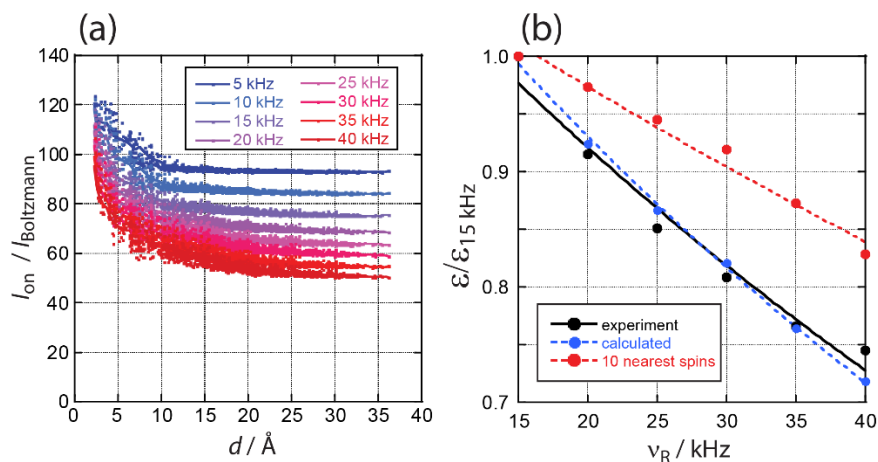 (a)
I_on / I_Boltzmann
140
120
100
80
60
40
20
0
5 kHz
10 kHz
15 kHz
20 kHz
25 kHz
30 kHz
35 kHz
40 kHz
0 5 10 15 20 25 30 35 40
d / Å
(b)
ε/ε_15 kHz
1.0
0.9
0.8
0.7
experiment
calculated
10 nearest spins
15 20 25 30 35 40
ν_R / kHz